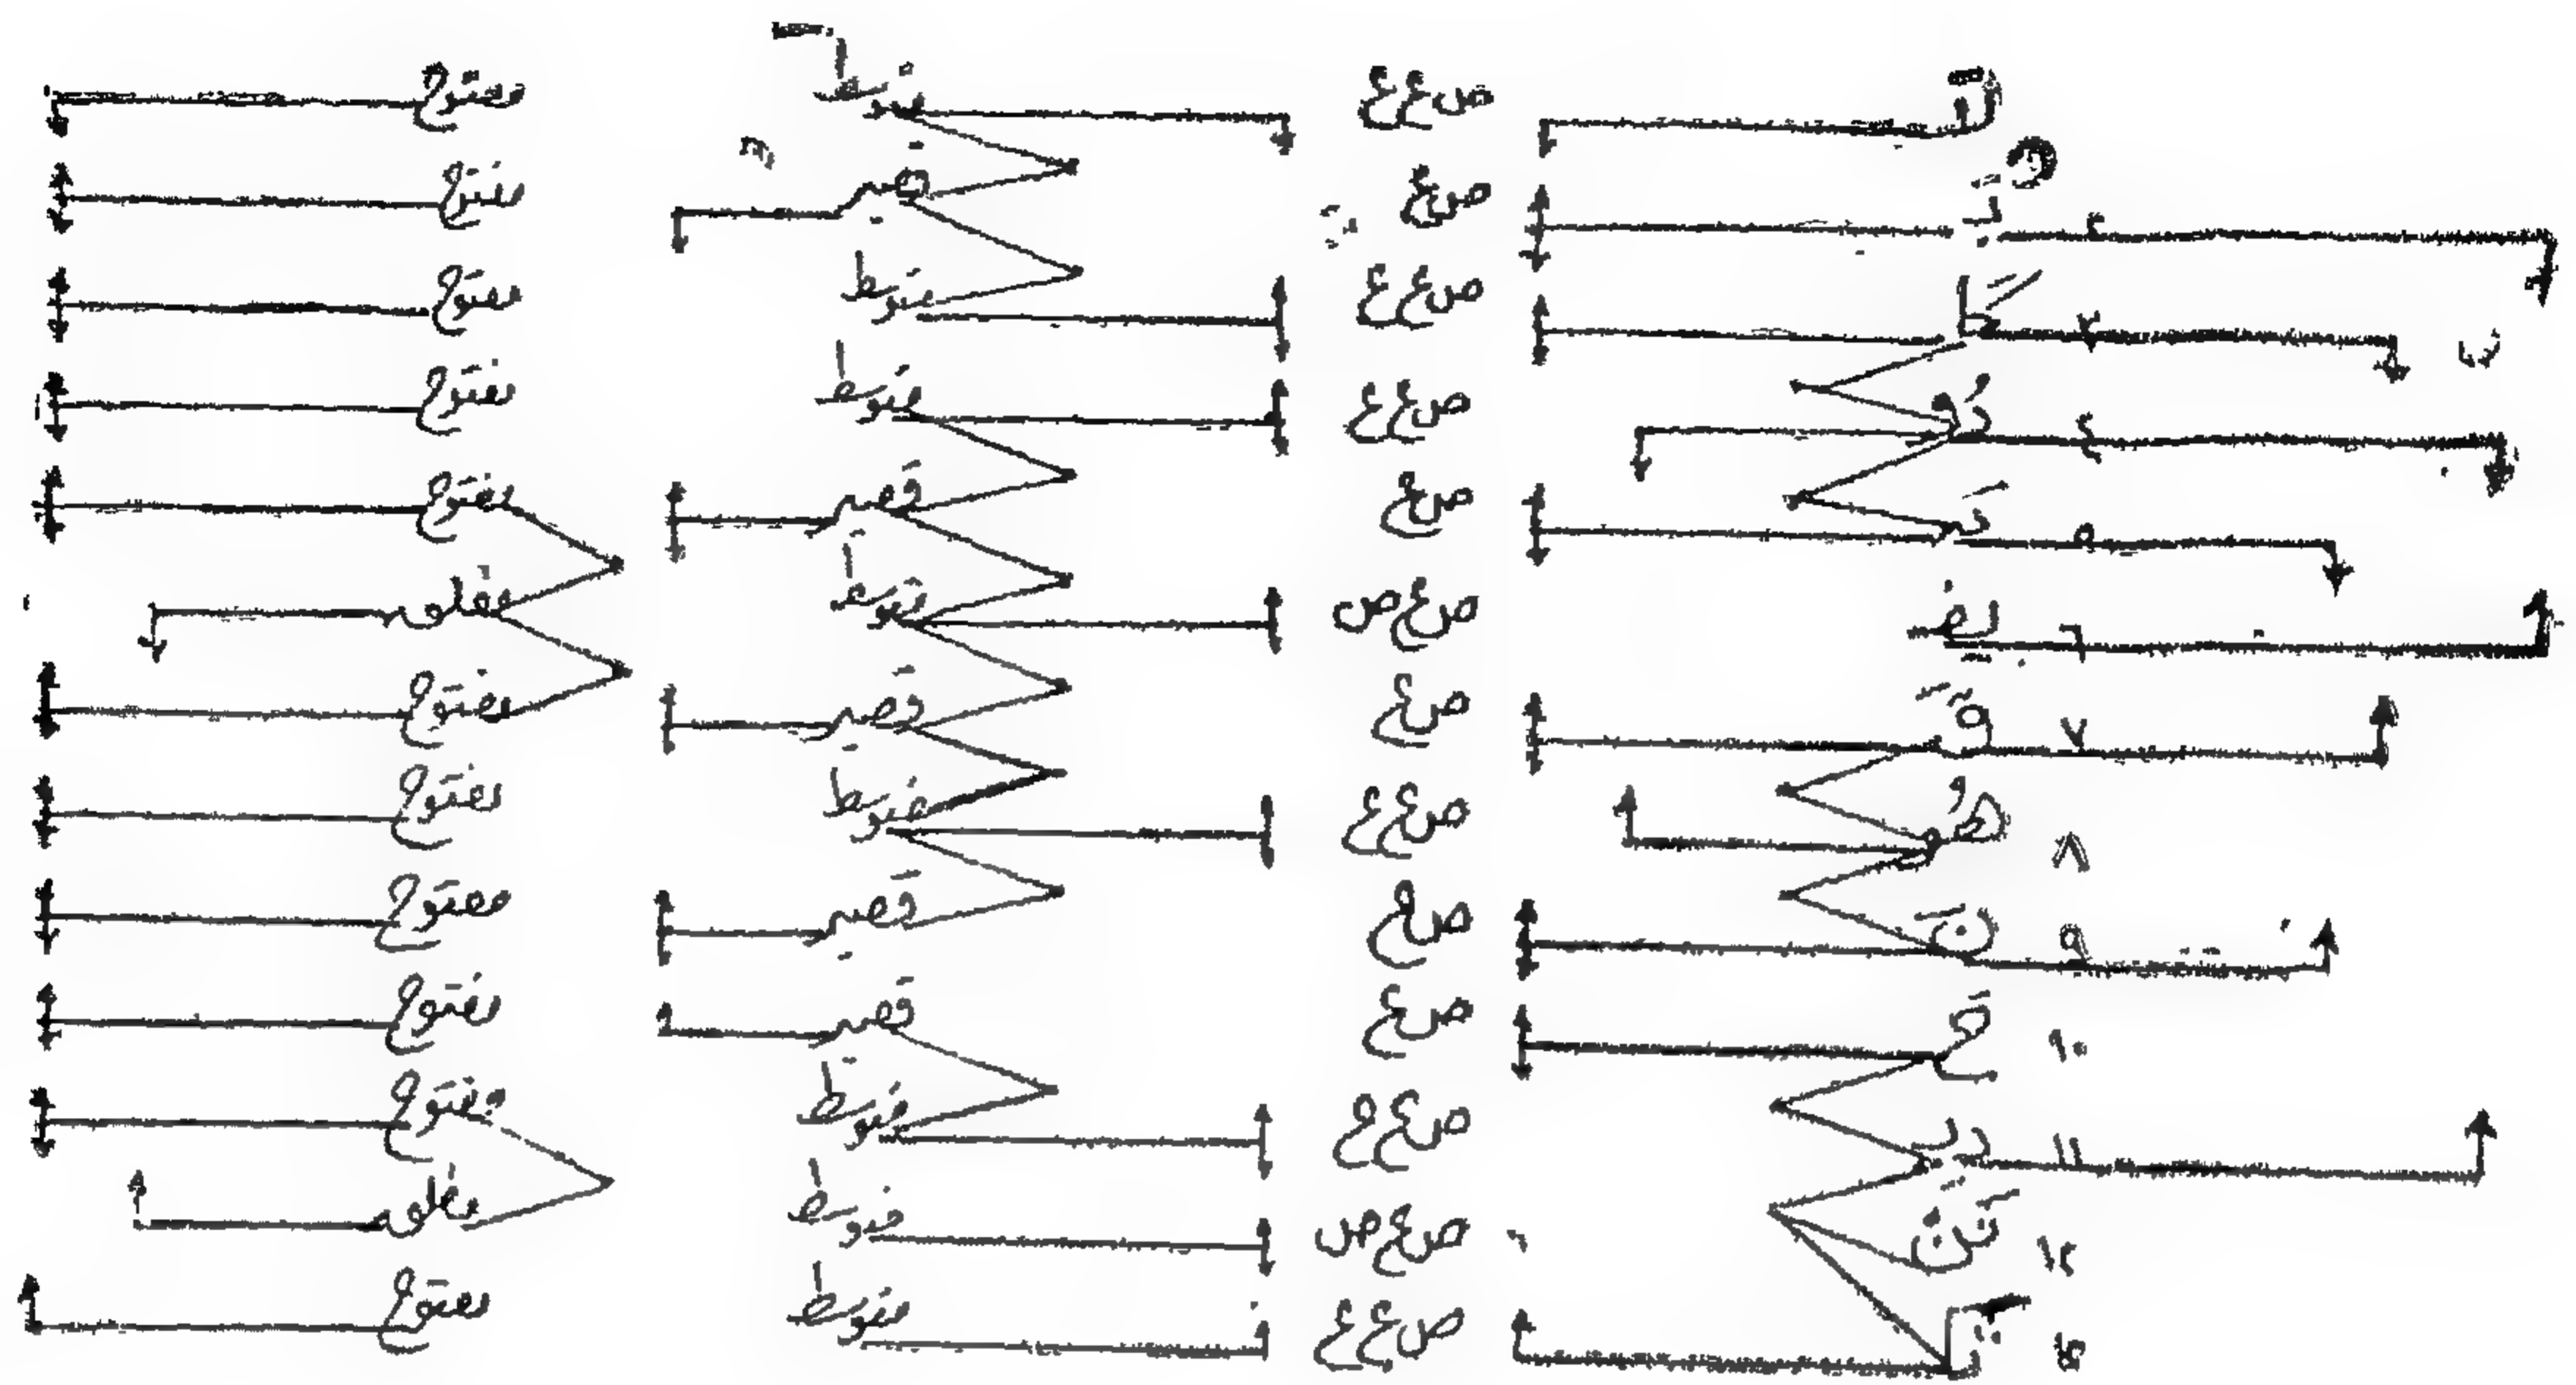 ص ع ع متوسط مفتوح
٢ ص ع قصير مفتوح
٣ ص ع ع متوسط مفتوح
٤ ص ع ع متوسط مفتوح
٥ ص ع قصير مفتوح
٦ ص ع ص متوسط مغلق
٧ قَ ص ع قصير مفتوح
٨ طُو ص ع ع متوسط مفتوح
٩ نَ ص ع قصير مفتوح
١٠ حَ ص ع قصير مفتوح
١١ ص ع ع متوسط مفتوح
١٢ تَنْ ص ع ص متوسط مغلق
١٣ ص ع ع متوسط مفتوح